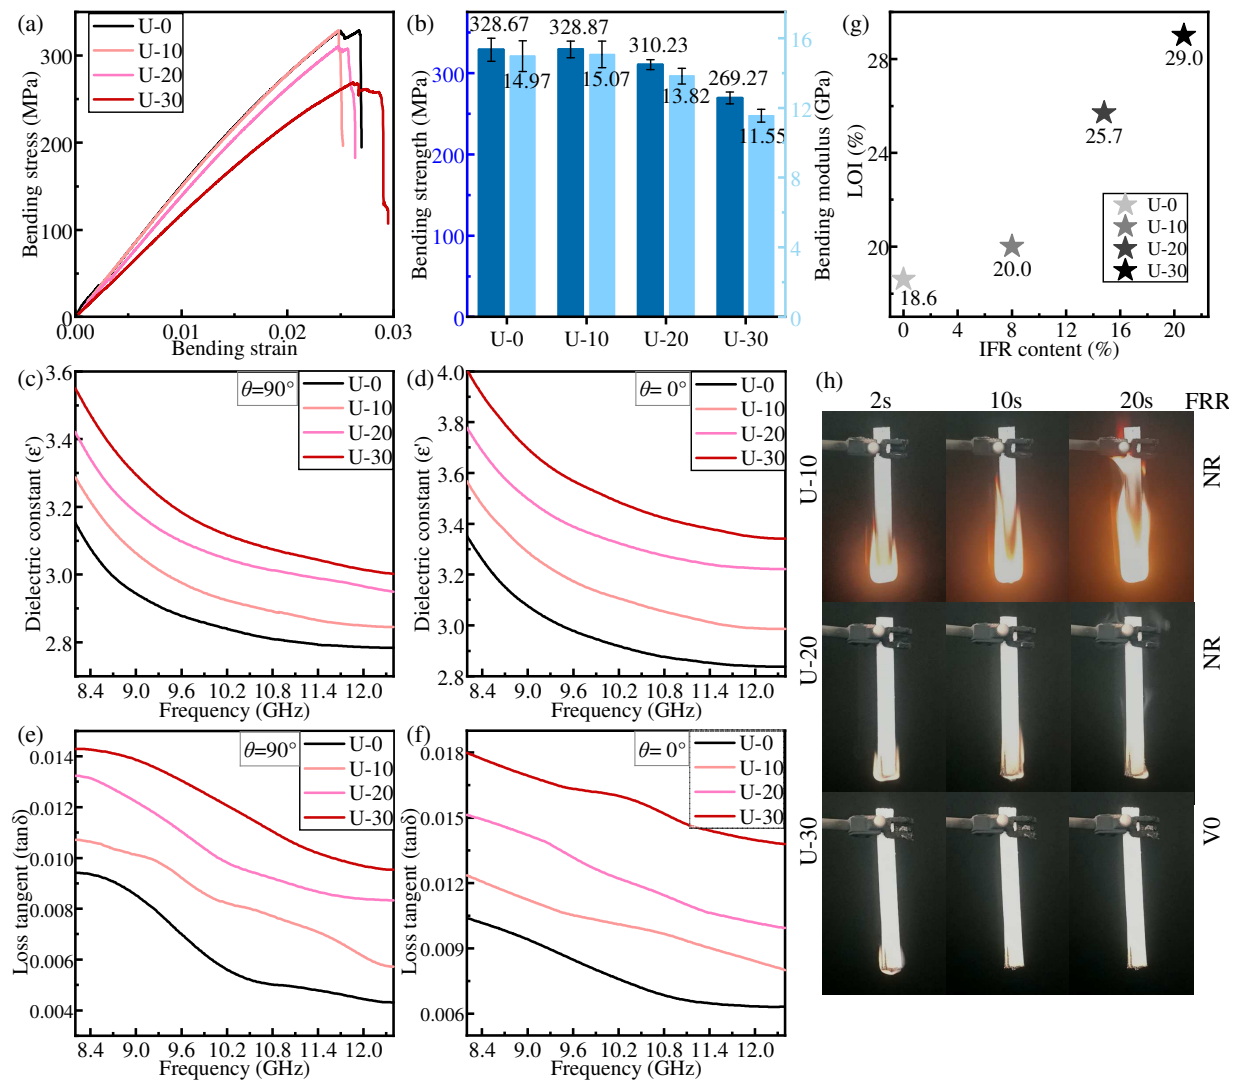 (a)
U-0
U-10
U-20
U-30
Bending stress (MPa)
300
200
100
0
0.00
0.01
0.02
0.03
Bending strain
(b)
328.67
328.87
310.23
269.27
14.97
15.07
13.82
11.55
Bending strength (MPa)
300
200
100
0
Bending modulus (GPa)
16
12
8
4
0
U-0
U-10
U-20
U-30
(g)
LOI (%)
28
24
20
18.6
20.0
25.7
29.0
U-0
U-10
U-20
U-30
0
4
8
12
16
20
IFR content (%)
(c)
θ=90°
U-0
U-10
U-20
U-30
Dielectric constant (ε′)
3.6
3.4
3.2
3.0
2.8
8.4
9.0
9.6
10.2
10.8
11.4
12.0
Frequency (GHz)
(d)
θ= 0°
U-0
U-10
U-20
U-30
Dielectric constant (ε′)
4.0
3.8
3.6
3.4
3.2
3.0
2.8
8.4
9.0
9.6
10.2
10.8
11.4
12.0
Frequency (GHz)
(e)
θ=90°
U-0
U-10
U-20
U-30
Loss tangent (tanδ)
0.014
0.012
0.010
0.008
0.006
0.004
8.4
9.0
9.6
10.2
10.8
11.4
12.0
Frequency (GHz)
(f)
θ= 0°
U-0
U-10
U-20
U-30
Loss tangent (tanδ)
0.018
0.015
0.012
0.009
0.006
8.4
9.0
9.6
10.2
10.8
11.4
12.0
Frequency (GHz)
(h)
2s
10s
20s
FRR
U-10
NR
U-20
NR
U-30
V0